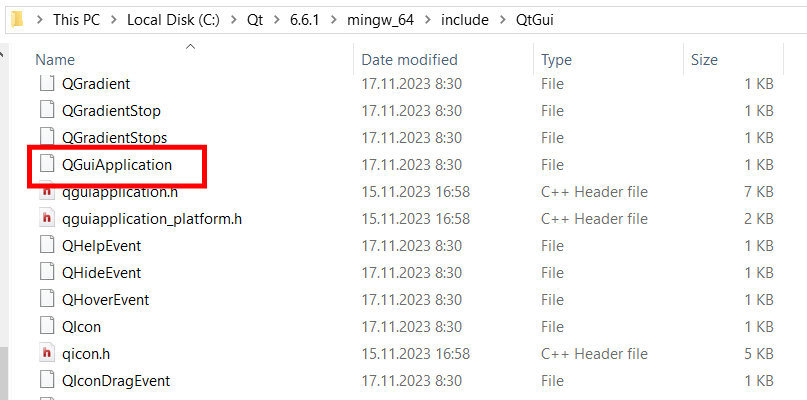 This PC > Local Disk (C:) > Qt > 6.6.1 > mingw_64 > include > QtGui
Name Date modified Type Size
QGradient 17.11.2023 8:30 File 1 KB
QGradientStop 17.11.2023 8:30 File 1 KB
QGradientStops 17.11.2023 8:30 File 1 KB
QGuiApplication 17.11.2023 8:30 File 1 KB
qguiapplication.h 15.11.2023 16:58 C++ Header file 7 KB
qguiapplication_platform.h 15.11.2023 16:58 C++ Header file 2 KB
QHelpEvent 17.11.2023 8:30 File 1 KB
QHideEvent 17.11.2023 8:30 File 1 KB
QHoverEvent 17.11.2023 8:30 File 1 KB
QIcon 17.11.2023 8:30 File 1 KB
qicon.h 15.11.2023 16:58 C++ Header file 5 KB
QIconDragEvent 17.11.2023 8:30 File 1 KB